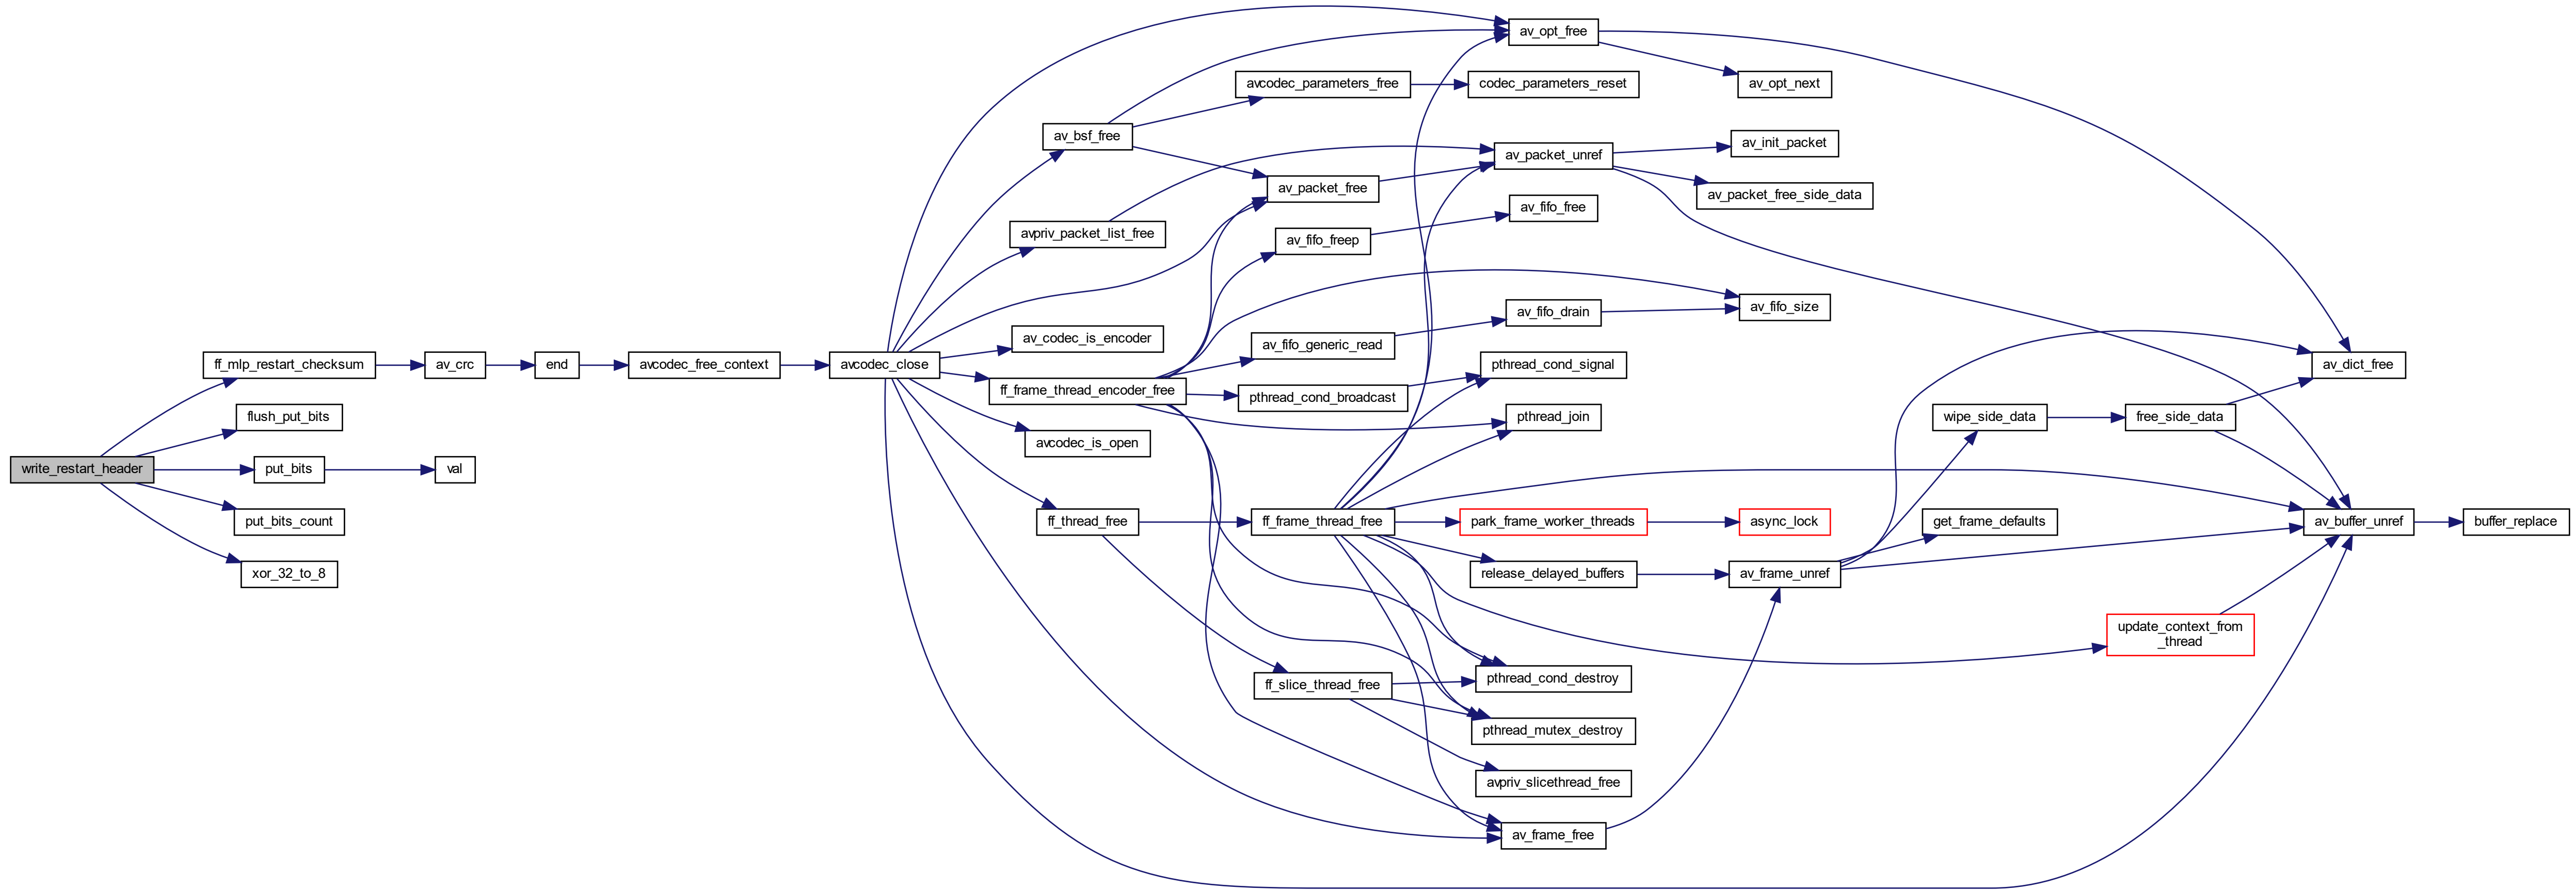 write_restart_header
ff_mlp_restart_checksum
flush_put_bits
put_bits
put_bits_count
xor_32_to_8
av_crc
val
end
avcodec_free_context
avcodec_close
av_bsf_free
avpriv_packet_list_free
av_codec_is_encoder
ff_frame_thread_encoder_free
avcodec_is_open
ff_thread_free
avcodec_parameters_free
av_packet_free
av_fifo_freep
av_fifo_generic_read
pthread_cond_broadcast
ff_frame_thread_free
ff_slice_thread_free
av_opt_free
codec_parameters_reset
av_packet_unref
av_fifo_free
av_fifo_drain
pthread_cond_signal
pthread_join
park_frame_worker_threads
release_delayed_buffers
pthread_cond_destroy
pthread_mutex_destroy
avpriv_slicethread_free
av_frame_free
av_opt_next
av_init_packet
av_packet_free_side_data
av_fifo_size
async_lock
av_frame_unref
wipe_side_data
get_frame_defaults
free_side_data
update_context_from
_thread
av_dict_free
av_buffer_unref
buffer_replace